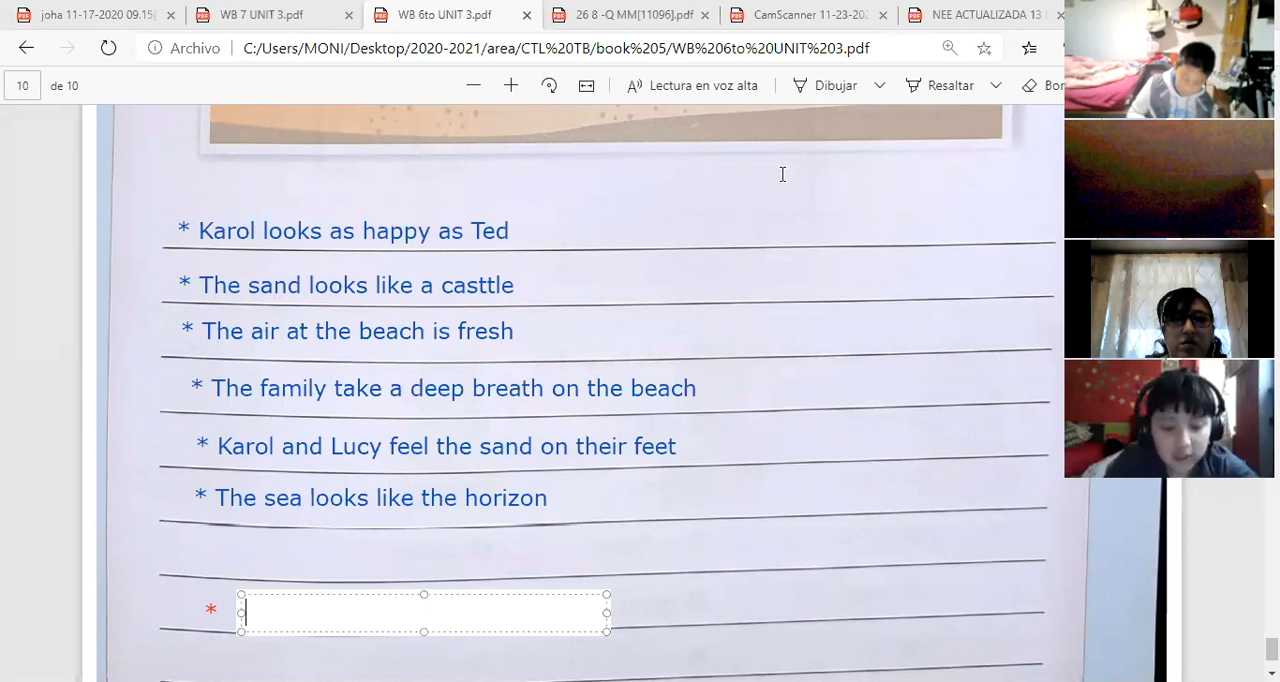 joha 11-17-2020 09.15
WB 7 UNIT 3.pdf
WB 6to UNIT 3.pdf
26 8 -Q MM[11096].pdf
CamScanner 11-23-202
NEE ACTUALIZADA 13
Archivo
C:/Users/MONI/Desktop/2020-2021/area/CTL%20TB/book%205/WB%206to%20UNIT%203.pdf
10 de 10
Lectura en voz alta
Dibujar
Resaltar
Bor
* Karol looks as happy as Ted
* The sand looks like a casttle
* The air at the beach is fresh
* The family take a deep breath on the beach
* Karol and Lucy feel the sand on their feet
* The sea looks like the horizon
*